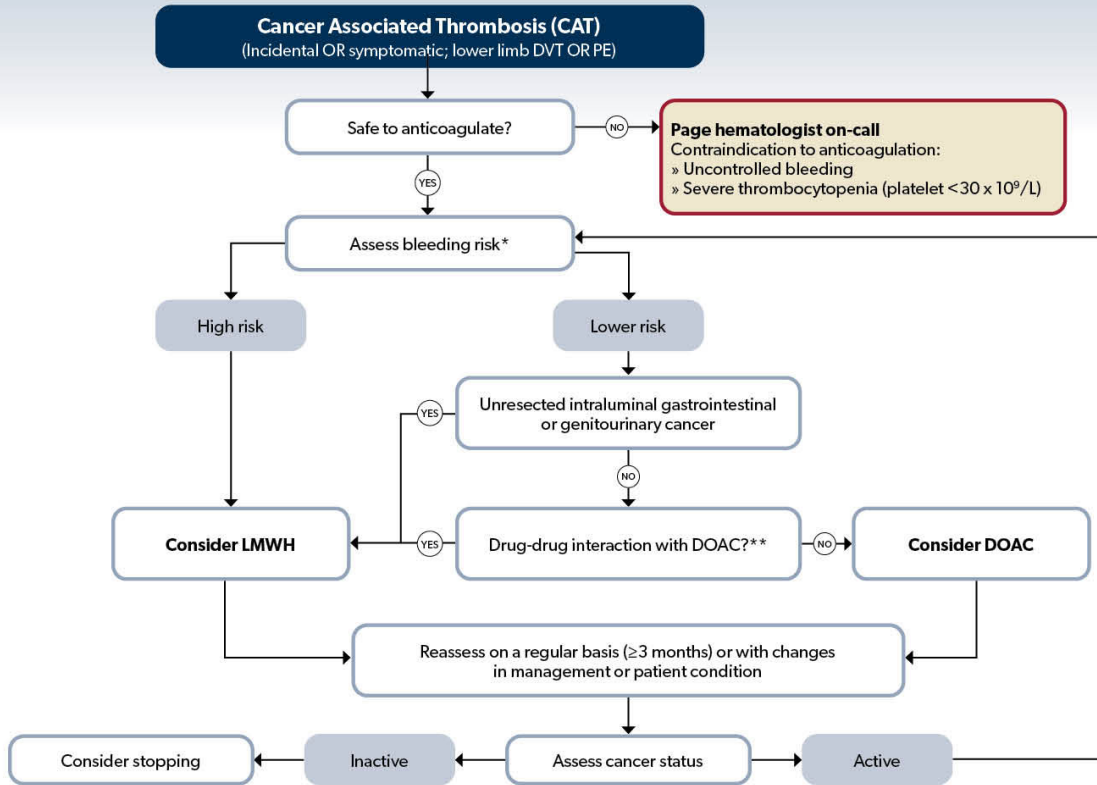 Cancer Associated Thrombosis (CAT)
(Incidental OR symptomatic; lower limb DVT OR PE)
Safe to anticoagulate?
NO
Page hematologist on-call
Contraindication to anticoagulation:
» Uncontrolled bleeding
» Severe thrombocytopenia (platelet <30 x 10⁹/L)
YES
Assess bleeding risk*
High risk
Lower risk
YES
Unresected intraluminal gastrointestinal
or genitourinary cancer
NO
Consider LMWH
YES
Drug-drug interaction with DOAC?**
NO
Consider DOAC
Reassess on a regular basis (≥3 months) or with changes
in management or patient condition
Consider stopping
Inactive
Assess cancer status
Active